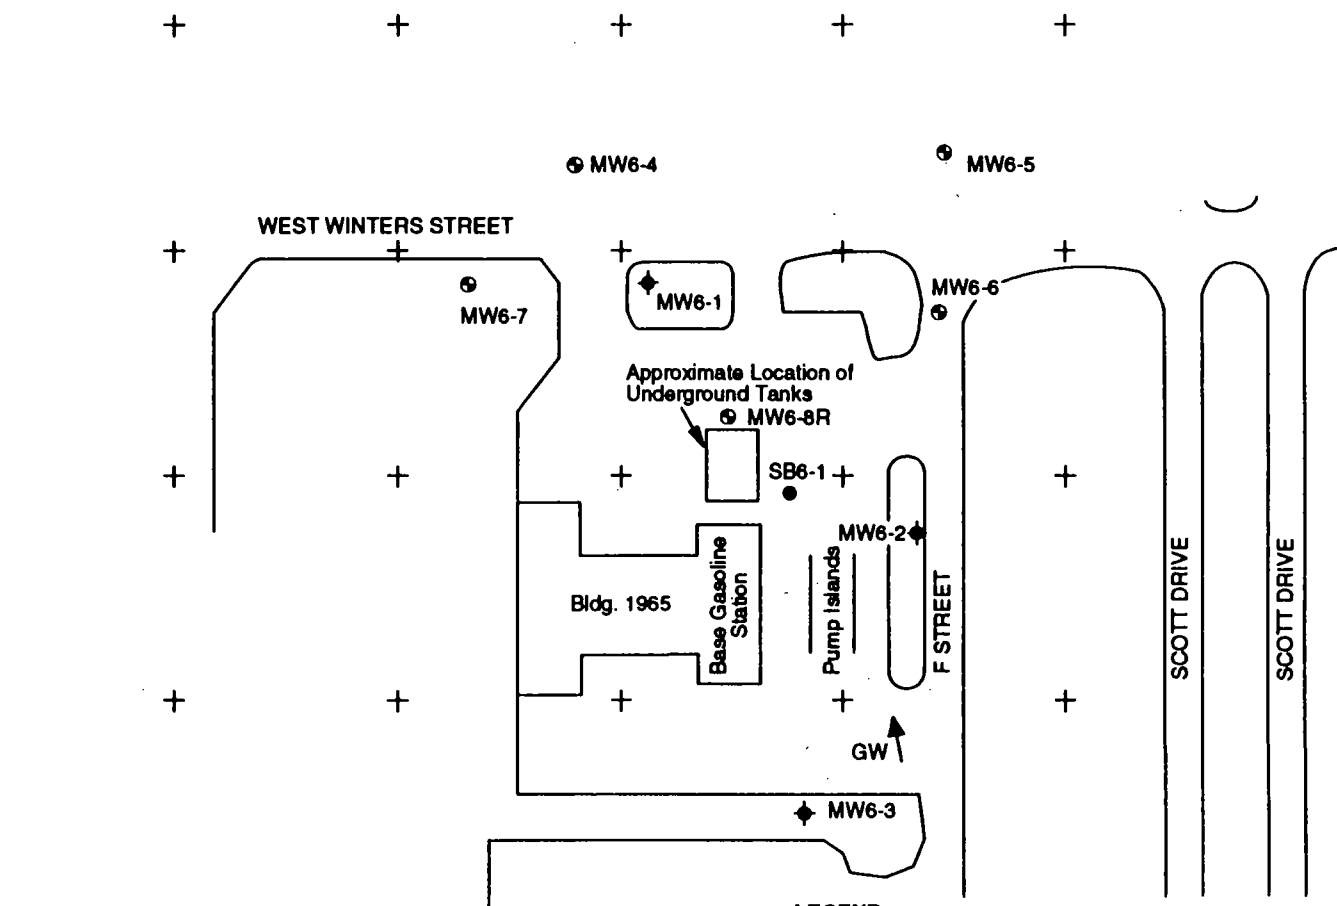 MW6-4
MW6-5
WEST WINTERS STREET
MW6-7
MW6-1
MW6-6
Approximate Location of
Underground Tanks
MW6-8R
SB6-1
MW6-2
Bldg. 1965
Base Gasoline
Station
Pump Islands
F STREET
SCOTT DRIVE
SCOTT DRIVE
GW
MW6-3